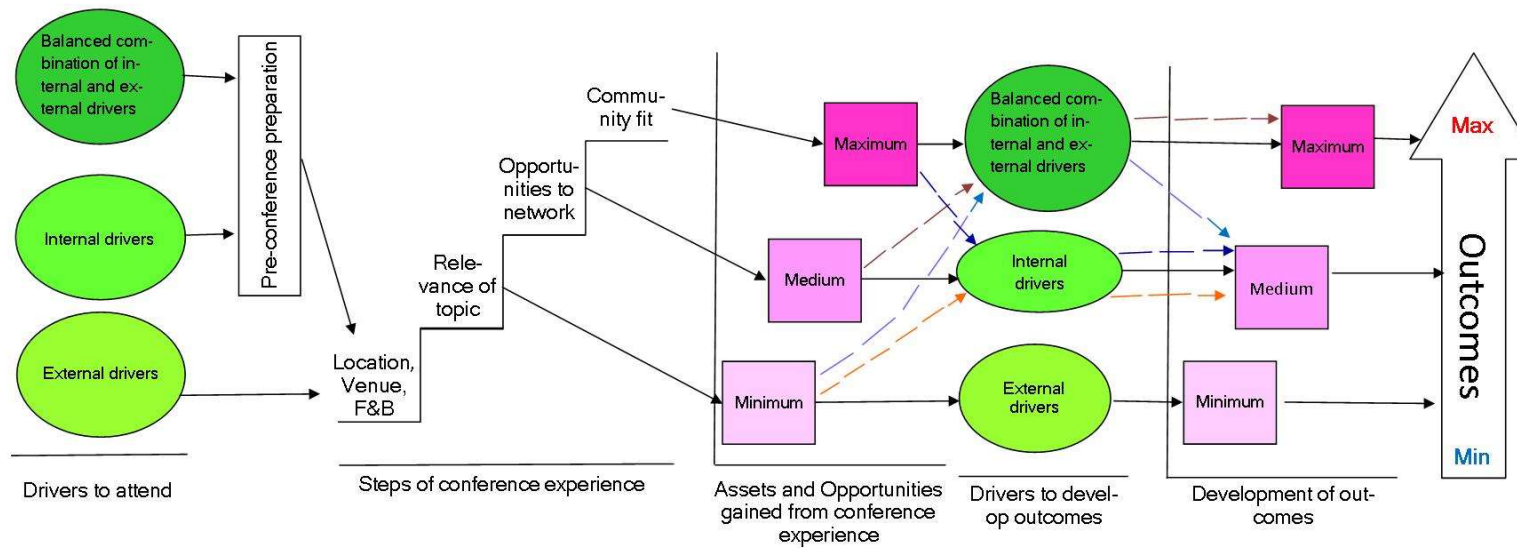 Balanced com-
bination of in-
ternal and ex-
ternal drivers
Internal drivers
External drivers
Drivers to attend
Pre-conference preparation
Location,
Venue,
F&B
Rele-
vance of
topic
Opportu-
nities to
network
Commu-
nity fit
Steps of conference experience
Maximum
Medium
Minimum
Assets and Opportunities
gained from conference
experience
Balanced com-
bination of in-
ternal and ex-
ternal drivers
Internal
drivers
External
drivers
Drivers to devel-
op outcomes
Maximum
Medium
Minimum
Development of out-
comes
Max
Outcomes
Min